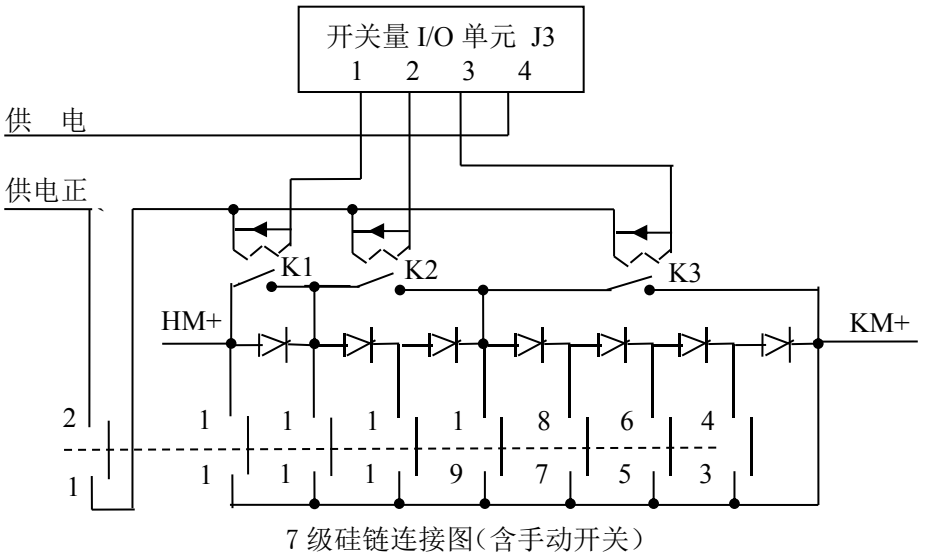 开关量 I/O 单元 J3
1 2 3 4
供 电
供电正
K1 K2 K3
HM+ KM+
2 1 1 1 1 8 6 4
1 1 1 1 9 7 5 3
7 级硅链连接图(含手动开关)